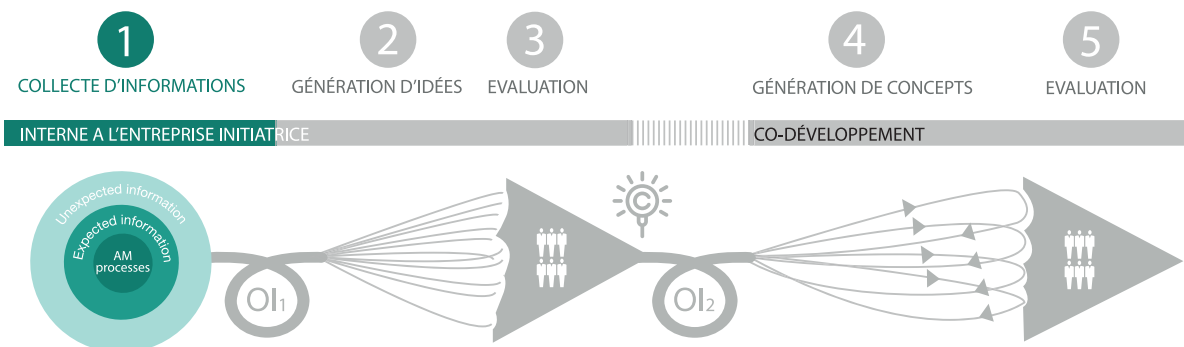 1
2
3
4
5
COLLECTE D'INFORMATIONS
GÉNÉRATION D'IDÉES
EVALUATION
GÉNÉRATION DE CONCEPTS
EVALUATION
INTERNE A L'ENTREPRISE INITIATRICE
CO-DÉVELOPPEMENT
Unexpected information
Expected information
AM
processes
OI1
C
OI2